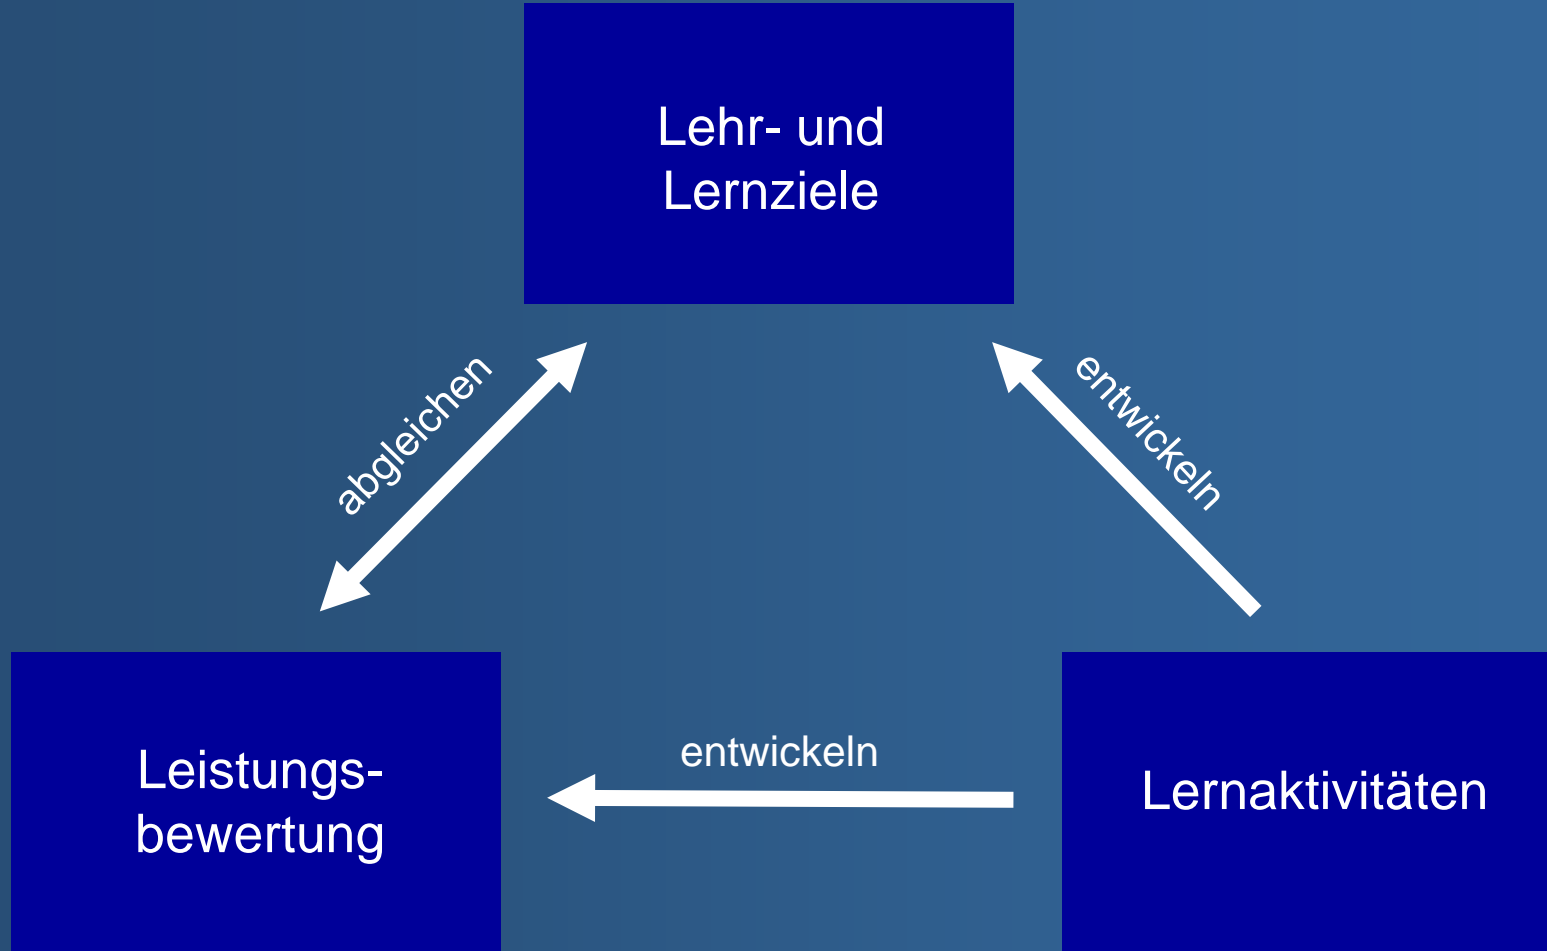 Lehr- und
Lernziele
abgleichen
entwickeln
Leistungs-
bewertung
entwickeln
Lernaktivitäten